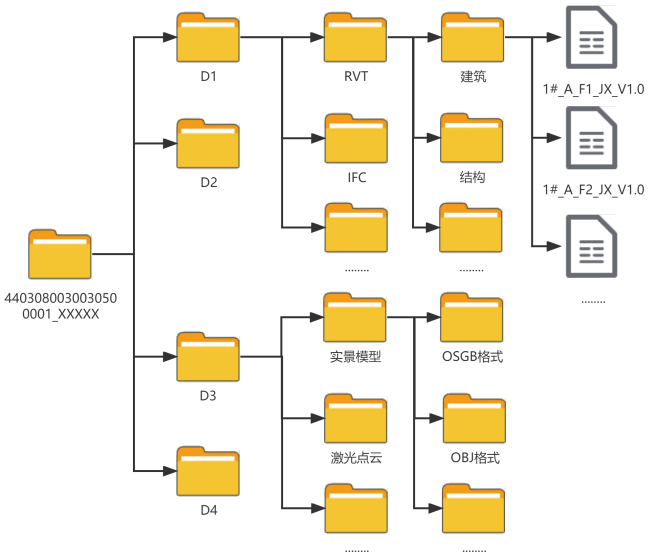 D1
RVT
建筑
1#_A_F1_JX_V1.0
D2
IFC
结构
1#_A_F2_JX_V1.0
........
........
........
440308003003050
0001_XXXXX
D3
实景模型
OSGB格式
激光点云
OBJ格式
D4
........
........